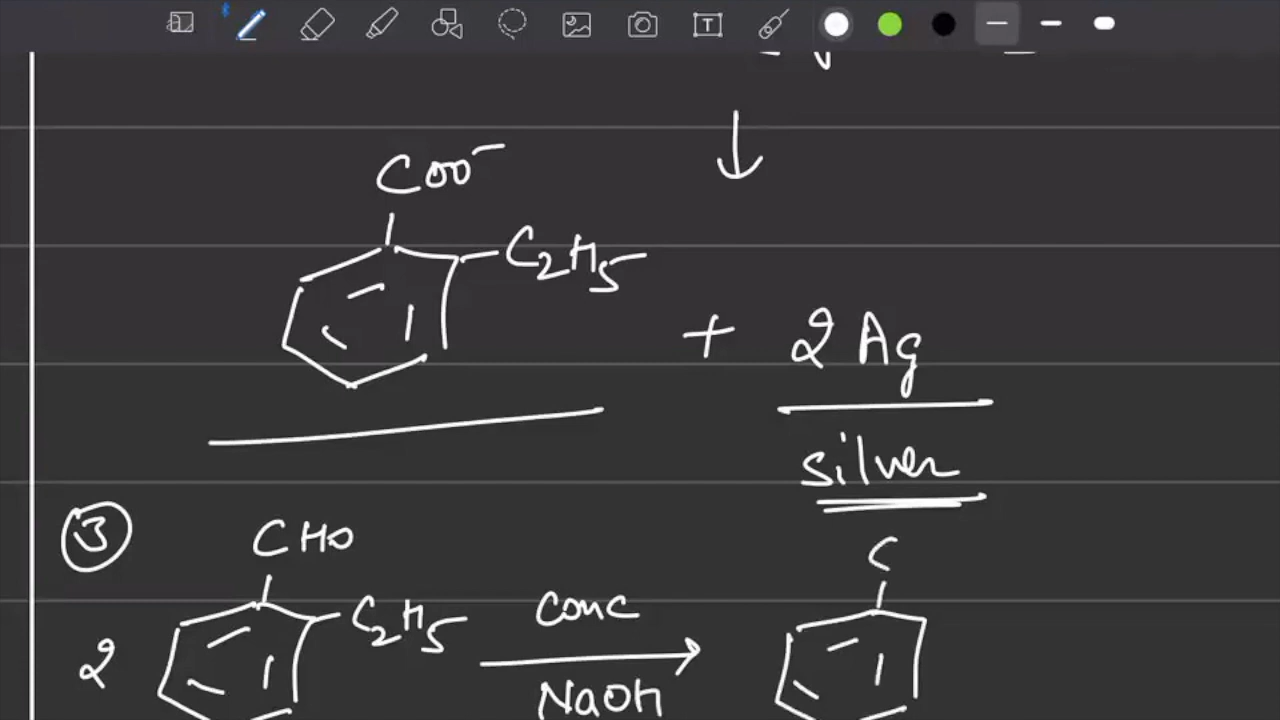 COO⁻
C₂H₅
+ 2Ag
silver
③
CHO
C
2
C₂H₅
Conc
NaOH